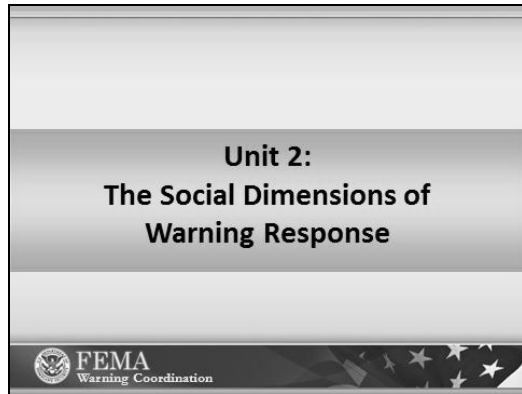 Unit 2:
The Social Dimensions of
Warning Response
FEMA
Warning Coordination